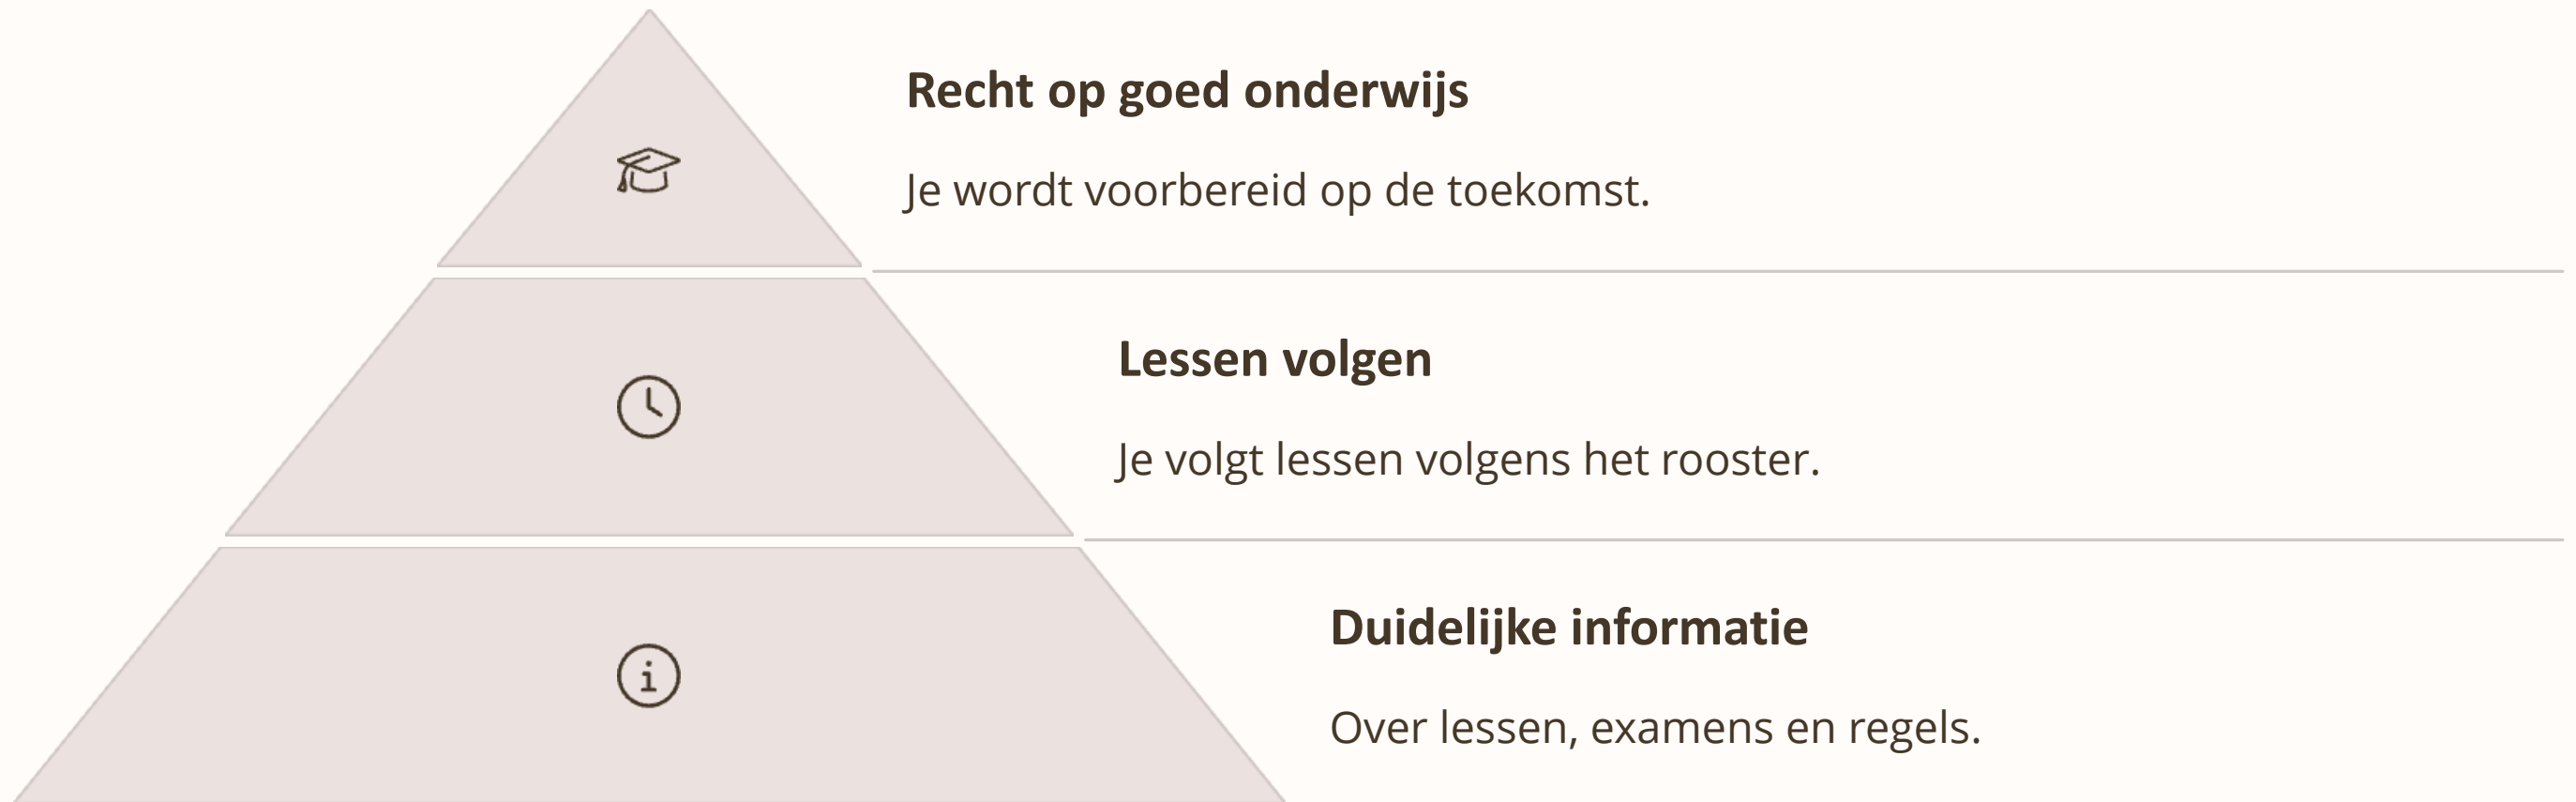 Recht op goed onderwijs
Je wordt voorbereid op de toekomst.
Lessen volgen
Je volgt lessen volgens het rooster.
Duidelijke informatie
Over lessen, examens en regels.